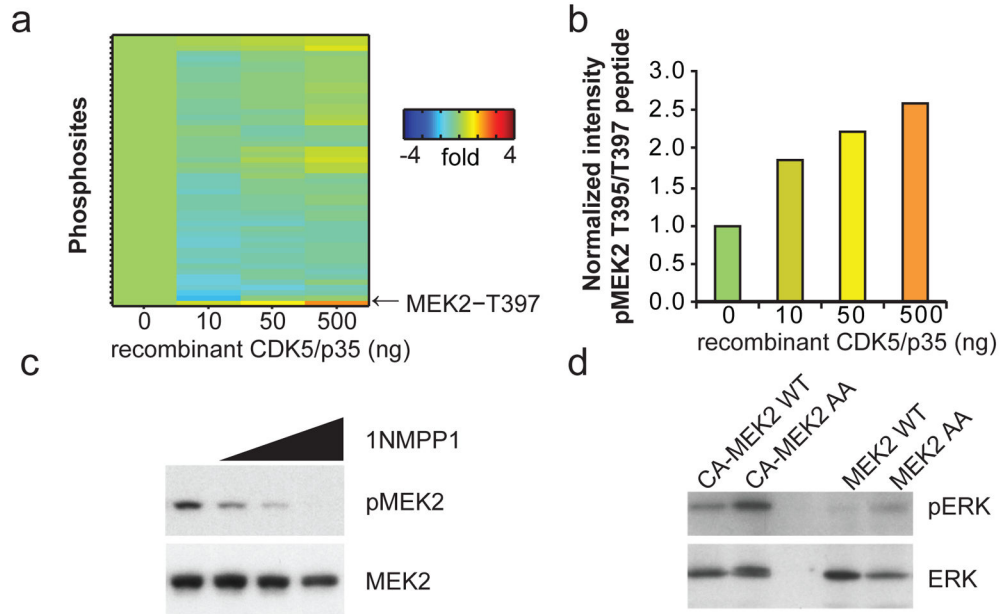 a
Phosphosites
0 10 50 500
recombinant CDK5/p35 (ng)
-4 fold 4
←MEK2−T397
b
Normalized intensity
pMEK2 T395/T397 peptide
3.0
2.5
2.0
1.5
1.0
0.5
0.0
0 10 50 500
recombinant CDK5/p35 (ng)
c
1NMPP1
pMEK2
MEK2
d
CA-MEK2 WT
CA-MEK2 AA
MEK2 WT
MEK2 AA
pERK
ERK